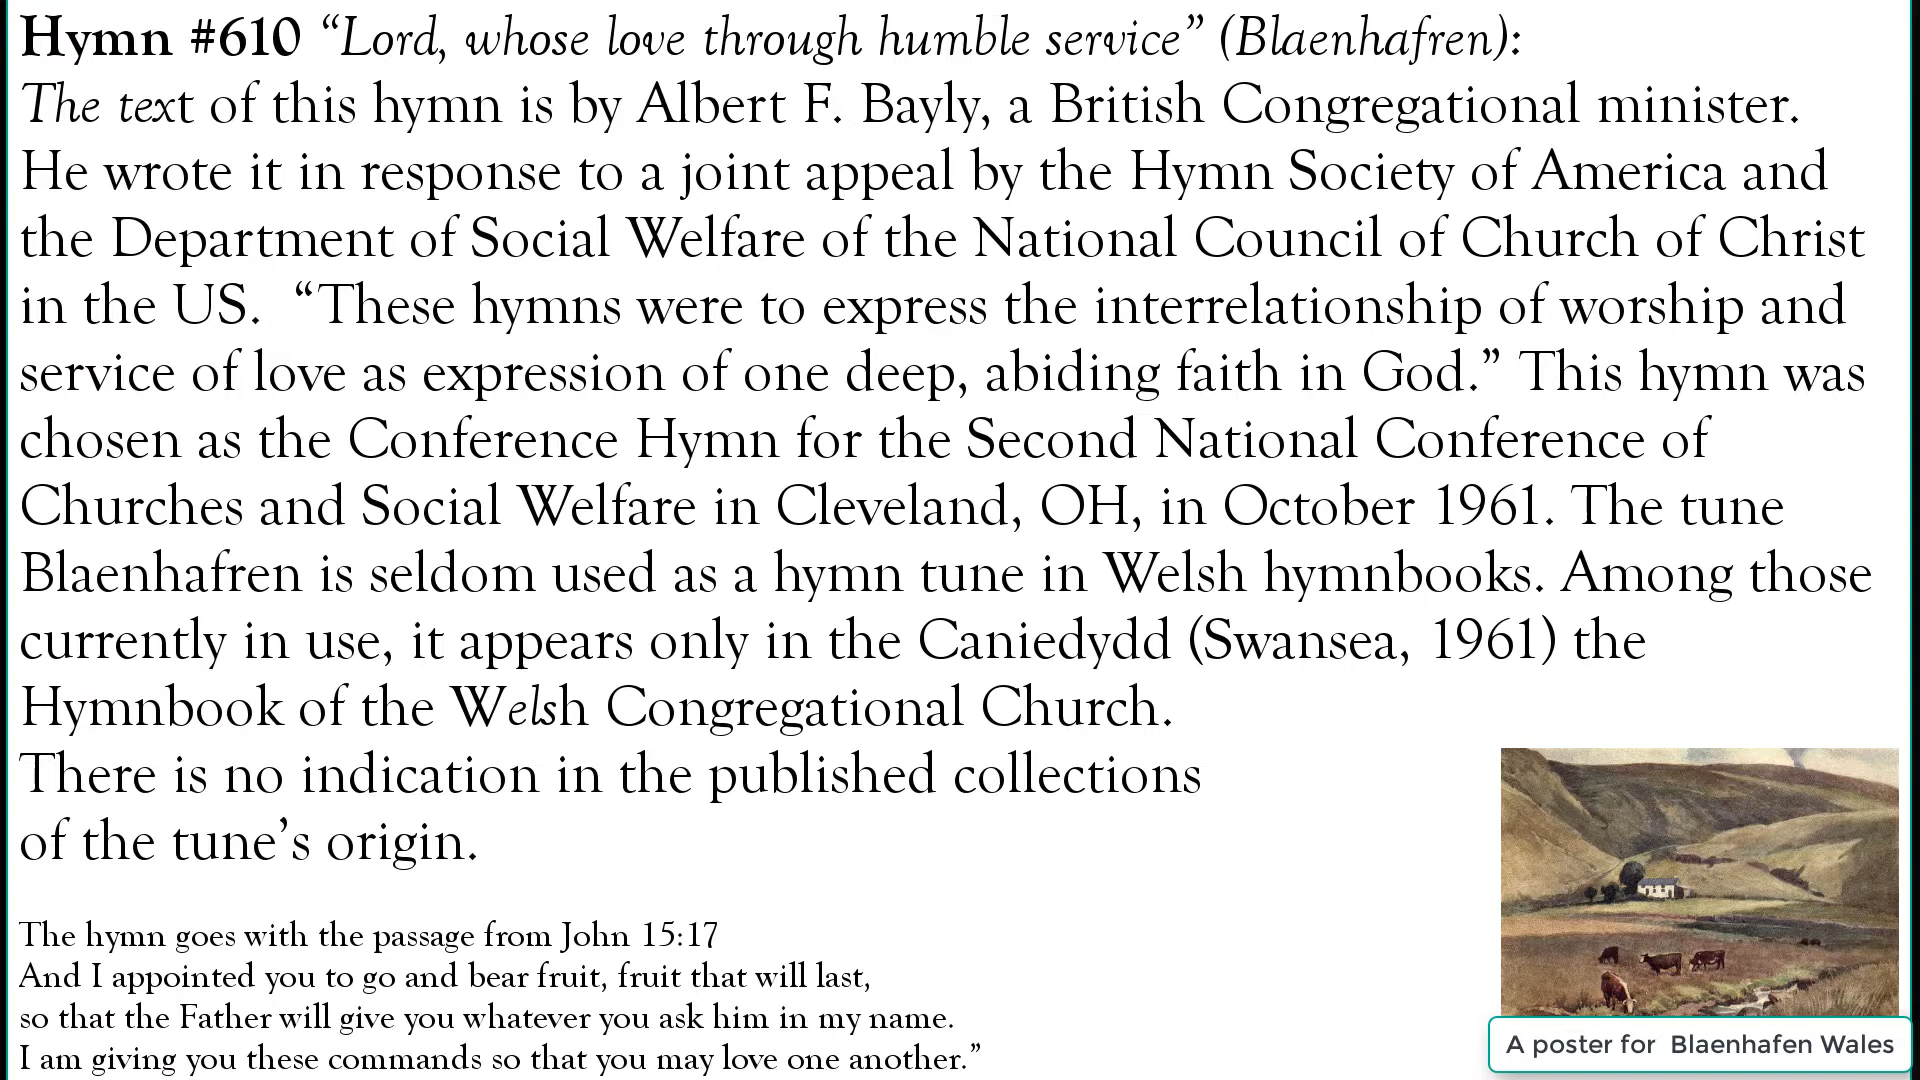 Hymn #610 “Lord, whose love through humble service” (Blaenhafren):
The text of this hymn is by Albert F. Bayly, a British Congregational minister.
He wrote it in response to a joint appeal by the Hymn Society of America and
the Department of Social Welfare of the National Council of Church of Christ
in the US.  “These hymns were to express the interrelationship of worship and
service of love as expression of one deep, abiding faith in God.” This hymn was
chosen as the Conference Hymn for the Second National Conference of
Churches and Social Welfare in Cleveland, OH, in October 1961. The tune
Blaenhafren is seldom used as a hymn tune in Welsh hymnbooks. Among those
currently in use, it appears only in the Caniedydd (Swansea, 1961) the
Hymnbook of the Welsh Congregational Church.
There is no indication in the published collections
of the tune’s origin.
The hymn goes with the passage from John 15:17
And I appointed you to go and bear fruit, fruit that will last,
so that the Father will give you whatever you ask him in my name.
I am giving you these commands so that you may love one another.”
A poster for  Blaenhafen Wales